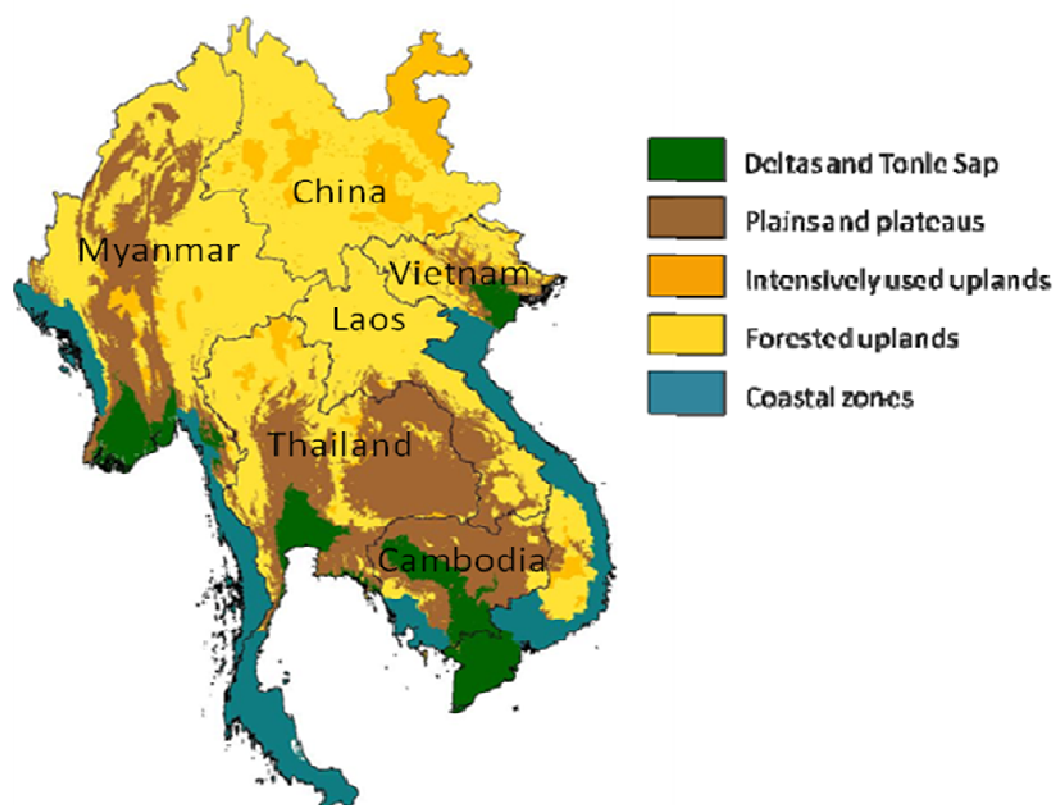 China
Myanmar
Vietnam
Laos
Thailand
Cambodia
Deltas and Tonle Sap
Plains and plateaus
Intensively used uplands
Forested uplands
Coastal zones